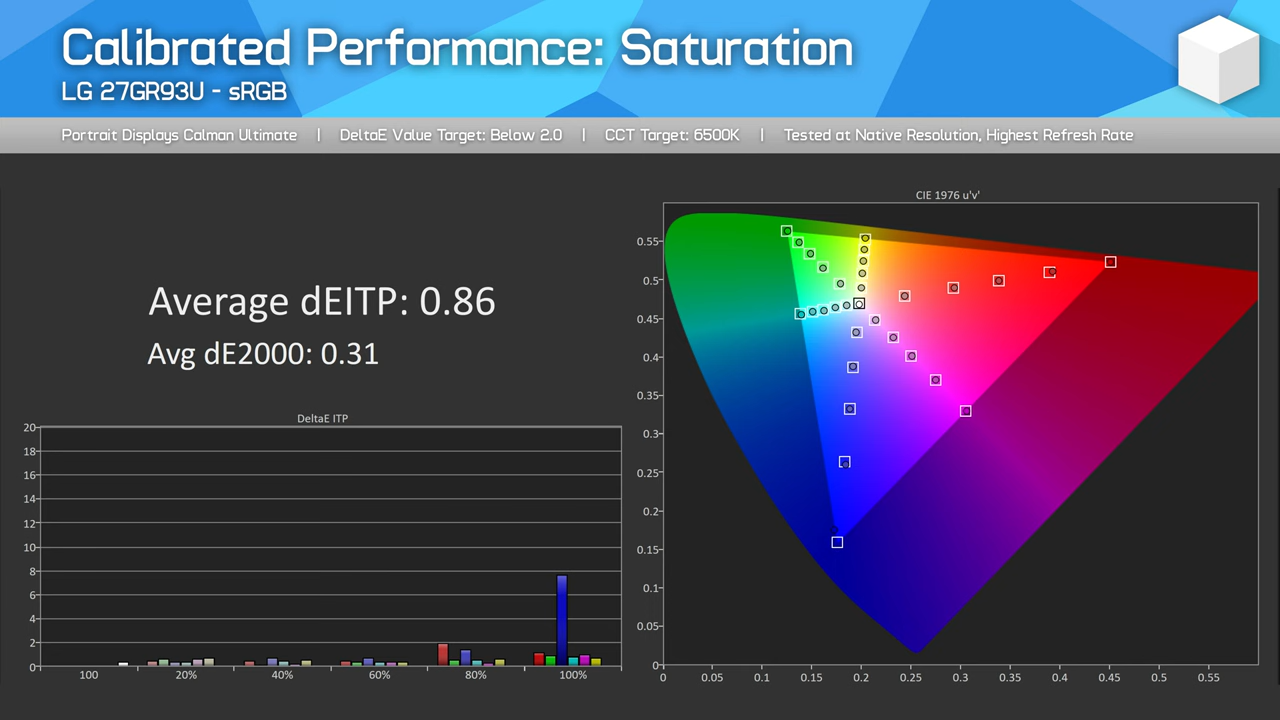 Calibrated Performance: Saturation
LG 27GR93U - sRGB
Portrait Displays Calman Ultimate | DeltaE Value Target: Below 2.0 | CCT Target: 6500K | Tested at Native Resolution, Highest Refresh Rate
Average dEITP: 0.86
Avg dE2000: 0.31
DeltaE ITP
20
18
16
14
12
10
8
6
4
2
0
100 20% 40% 60% 80% 100%
CIE 1976 u'v'
0.55
0.5
0.45
0.4
0.35
0.3
0.25
0.2
0.15
0.1
0.05
0
0 0.05 0.1 0.15 0.2 0.25 0.3 0.35 0.4 0.45 0.5 0.55